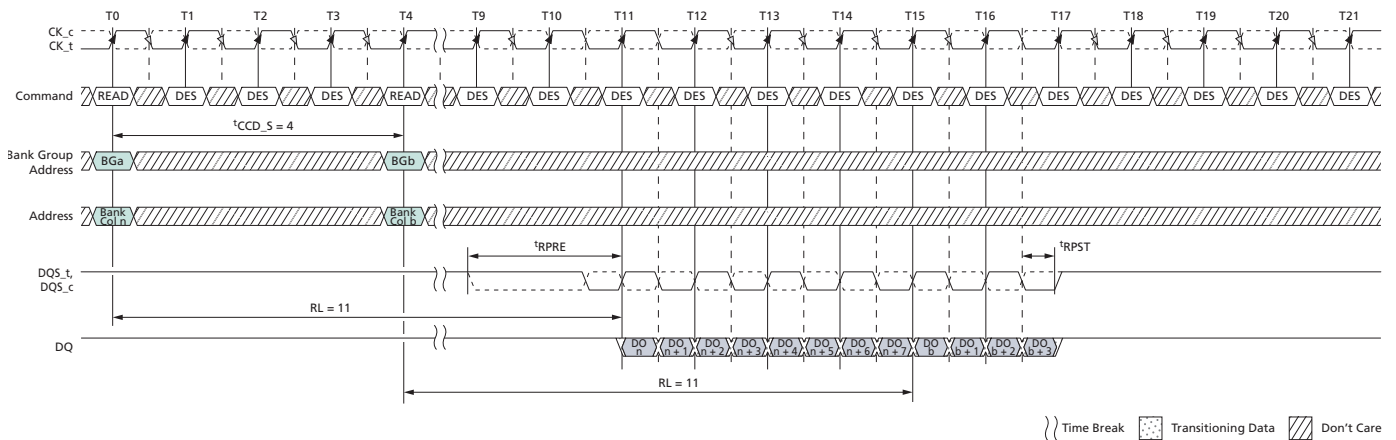 T0 T1 T2 T3 T4 T9 T10 T11 T12 T13 T14 T15 T16 T17 T18 T19 T20 T21
CK_c
CK_t
Command READ DES DES DES READ DES DES DES DES DES DES DES DES DES DES DES DES DES
tCCD_S = 4
Bank Group
Address
BGa BGb
Address
Bank
Col n
Bank
Col b
tRPRE tRPST
DQS_t,
DQS_c
RL = 11
DQ
DO
n
DO
n + 1
DO
n + 2
DO
n + 3
DO
n + 4
DO
n + 5
DO
n + 6
DO
n + 7
DO
b
DO
b + 1
DO
b + 2
DO
b + 3
RL = 11
Time Break Transitioning Data Don't Care